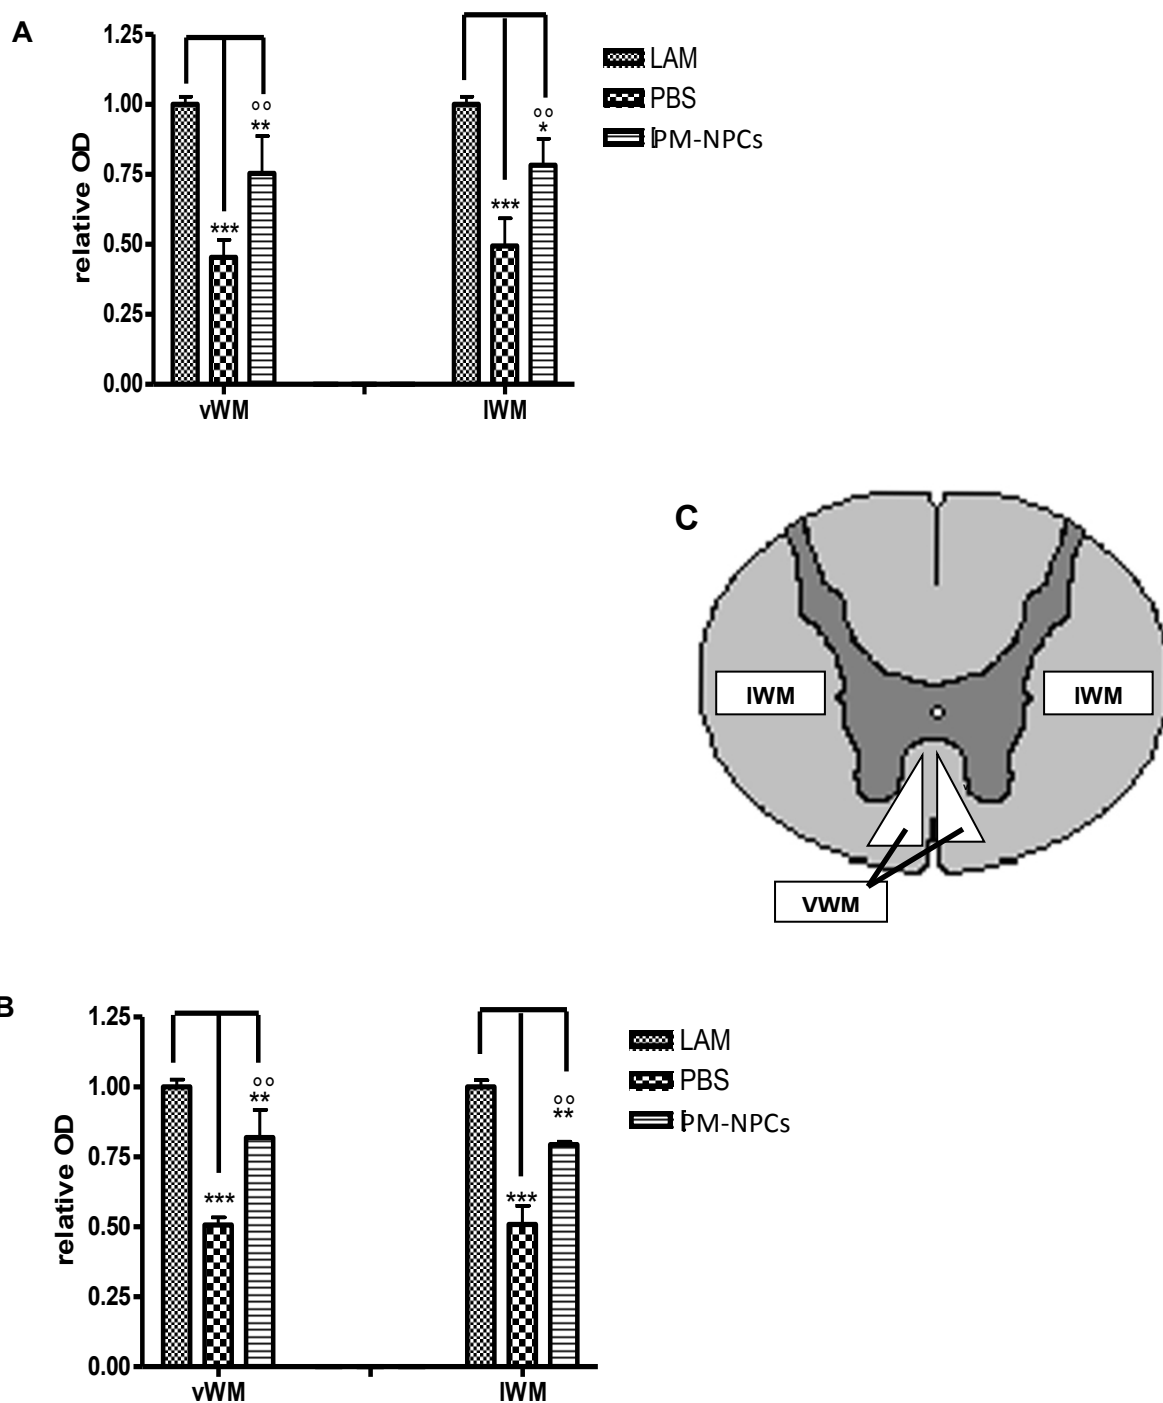 A
1.25
1.00
0.75
0.50
0.25
0.00
relative OD
***
°°
**
***
°°
*
vWM
lWM
LAM
PBS
PM-NPCs
C
lWM
lWM
VWM
B
1.25
1.00
0.75
0.50
0.25
0.00
relative OD
***
°°
**
***
°°
**
vWM
lWM
LAM
PBS
PM-NPCs